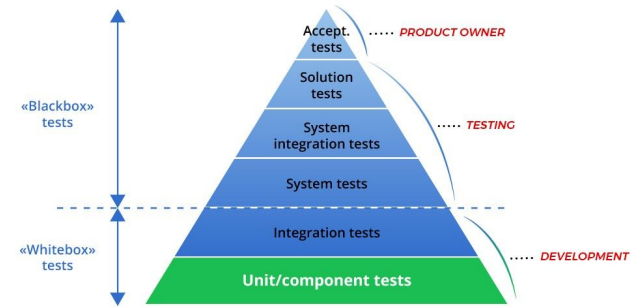 Accept.
tests
PRODUCT OWNER
Solution
tests
«Blackbox»
tests
System
integration tests
TESTING
System tests
Integration tests
«Whitebox»
tests
DEVELOPMENT
Unit/component tests